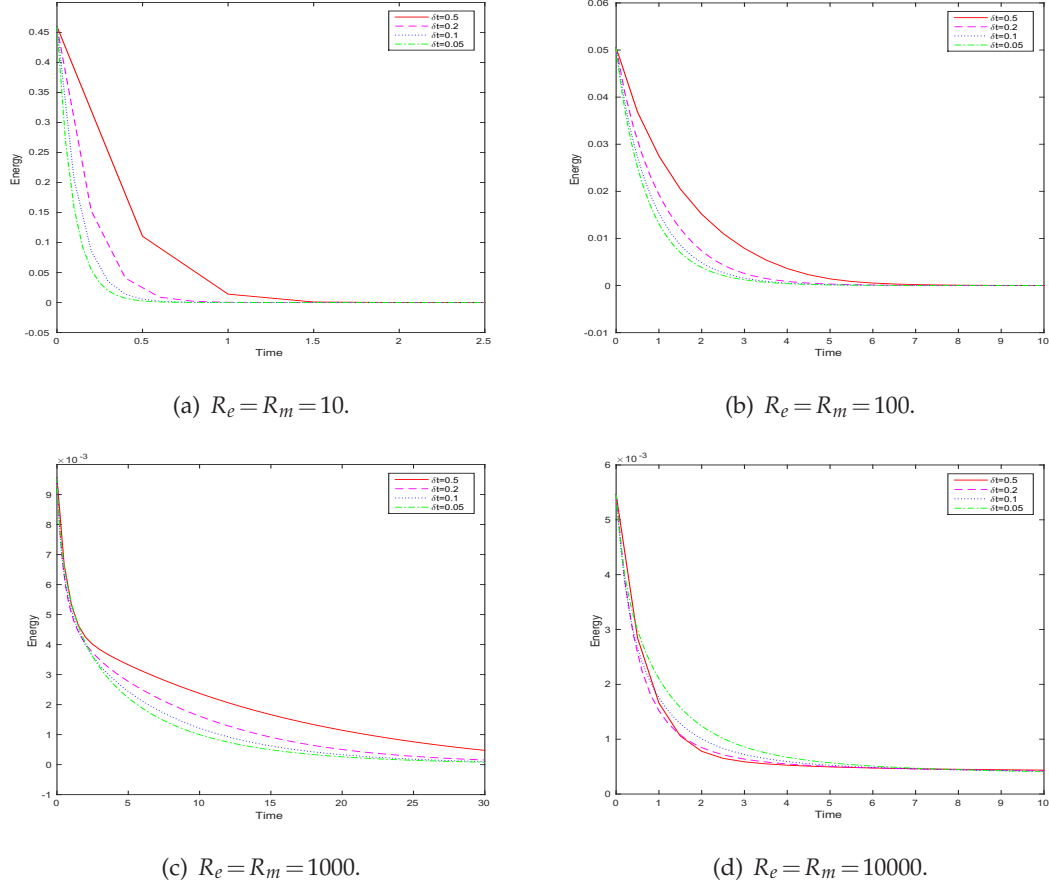 δt=0.5
δt=0.2
δt=0.1
δt=0.05
0.45
0.4
0.35
0.3
0.25
0.2
0.15
0.1
0.05
0
-0.05
Energy
0 0.5 1 1.5 2 2.5
Time
(a) R_e = R_m = 10.
0.06
0.05
0.04
0.03
0.02
0.01
0
-0.01
Energy
δt=0.5
δt=0.2
δt=0.1
δt=0.05
0 1 2 3 4 5 6 7 8 9 10
Time
(b) R_e = R_m = 100.
×10⁻³
9
8
7
6
5
4
3
2
1
0
-1
Energy
δt=0.5
δt=0.2
δt=0.1
δt=0.05
0 5 10 15 20 25 30
Time
(c) R_e = R_m = 1000.
×10⁻³
6
5
4
3
2
1
0
Energy
δt=0.5
δt=0.2
δt=0.1
δt=0.05
0 1 2 3 4 5 6 7 8 9 10
Time
(d) R_e = R_m = 10000.